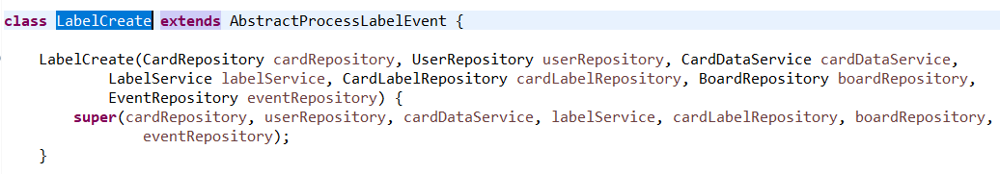 class LabelCreate extends AbstractProcessLabelEvent {
LabelCreate(CardRepository cardRepository, UserRepository userRepository, CardDataService cardDataService,
LabelService labelService, CardLabelRepository cardLabelRepository, BoardRepository boardRepository,
EventRepository eventRepository) {
super(cardRepository, userRepository, cardDataService, labelService, cardLabelRepository, boardRepository,
eventRepository);
}